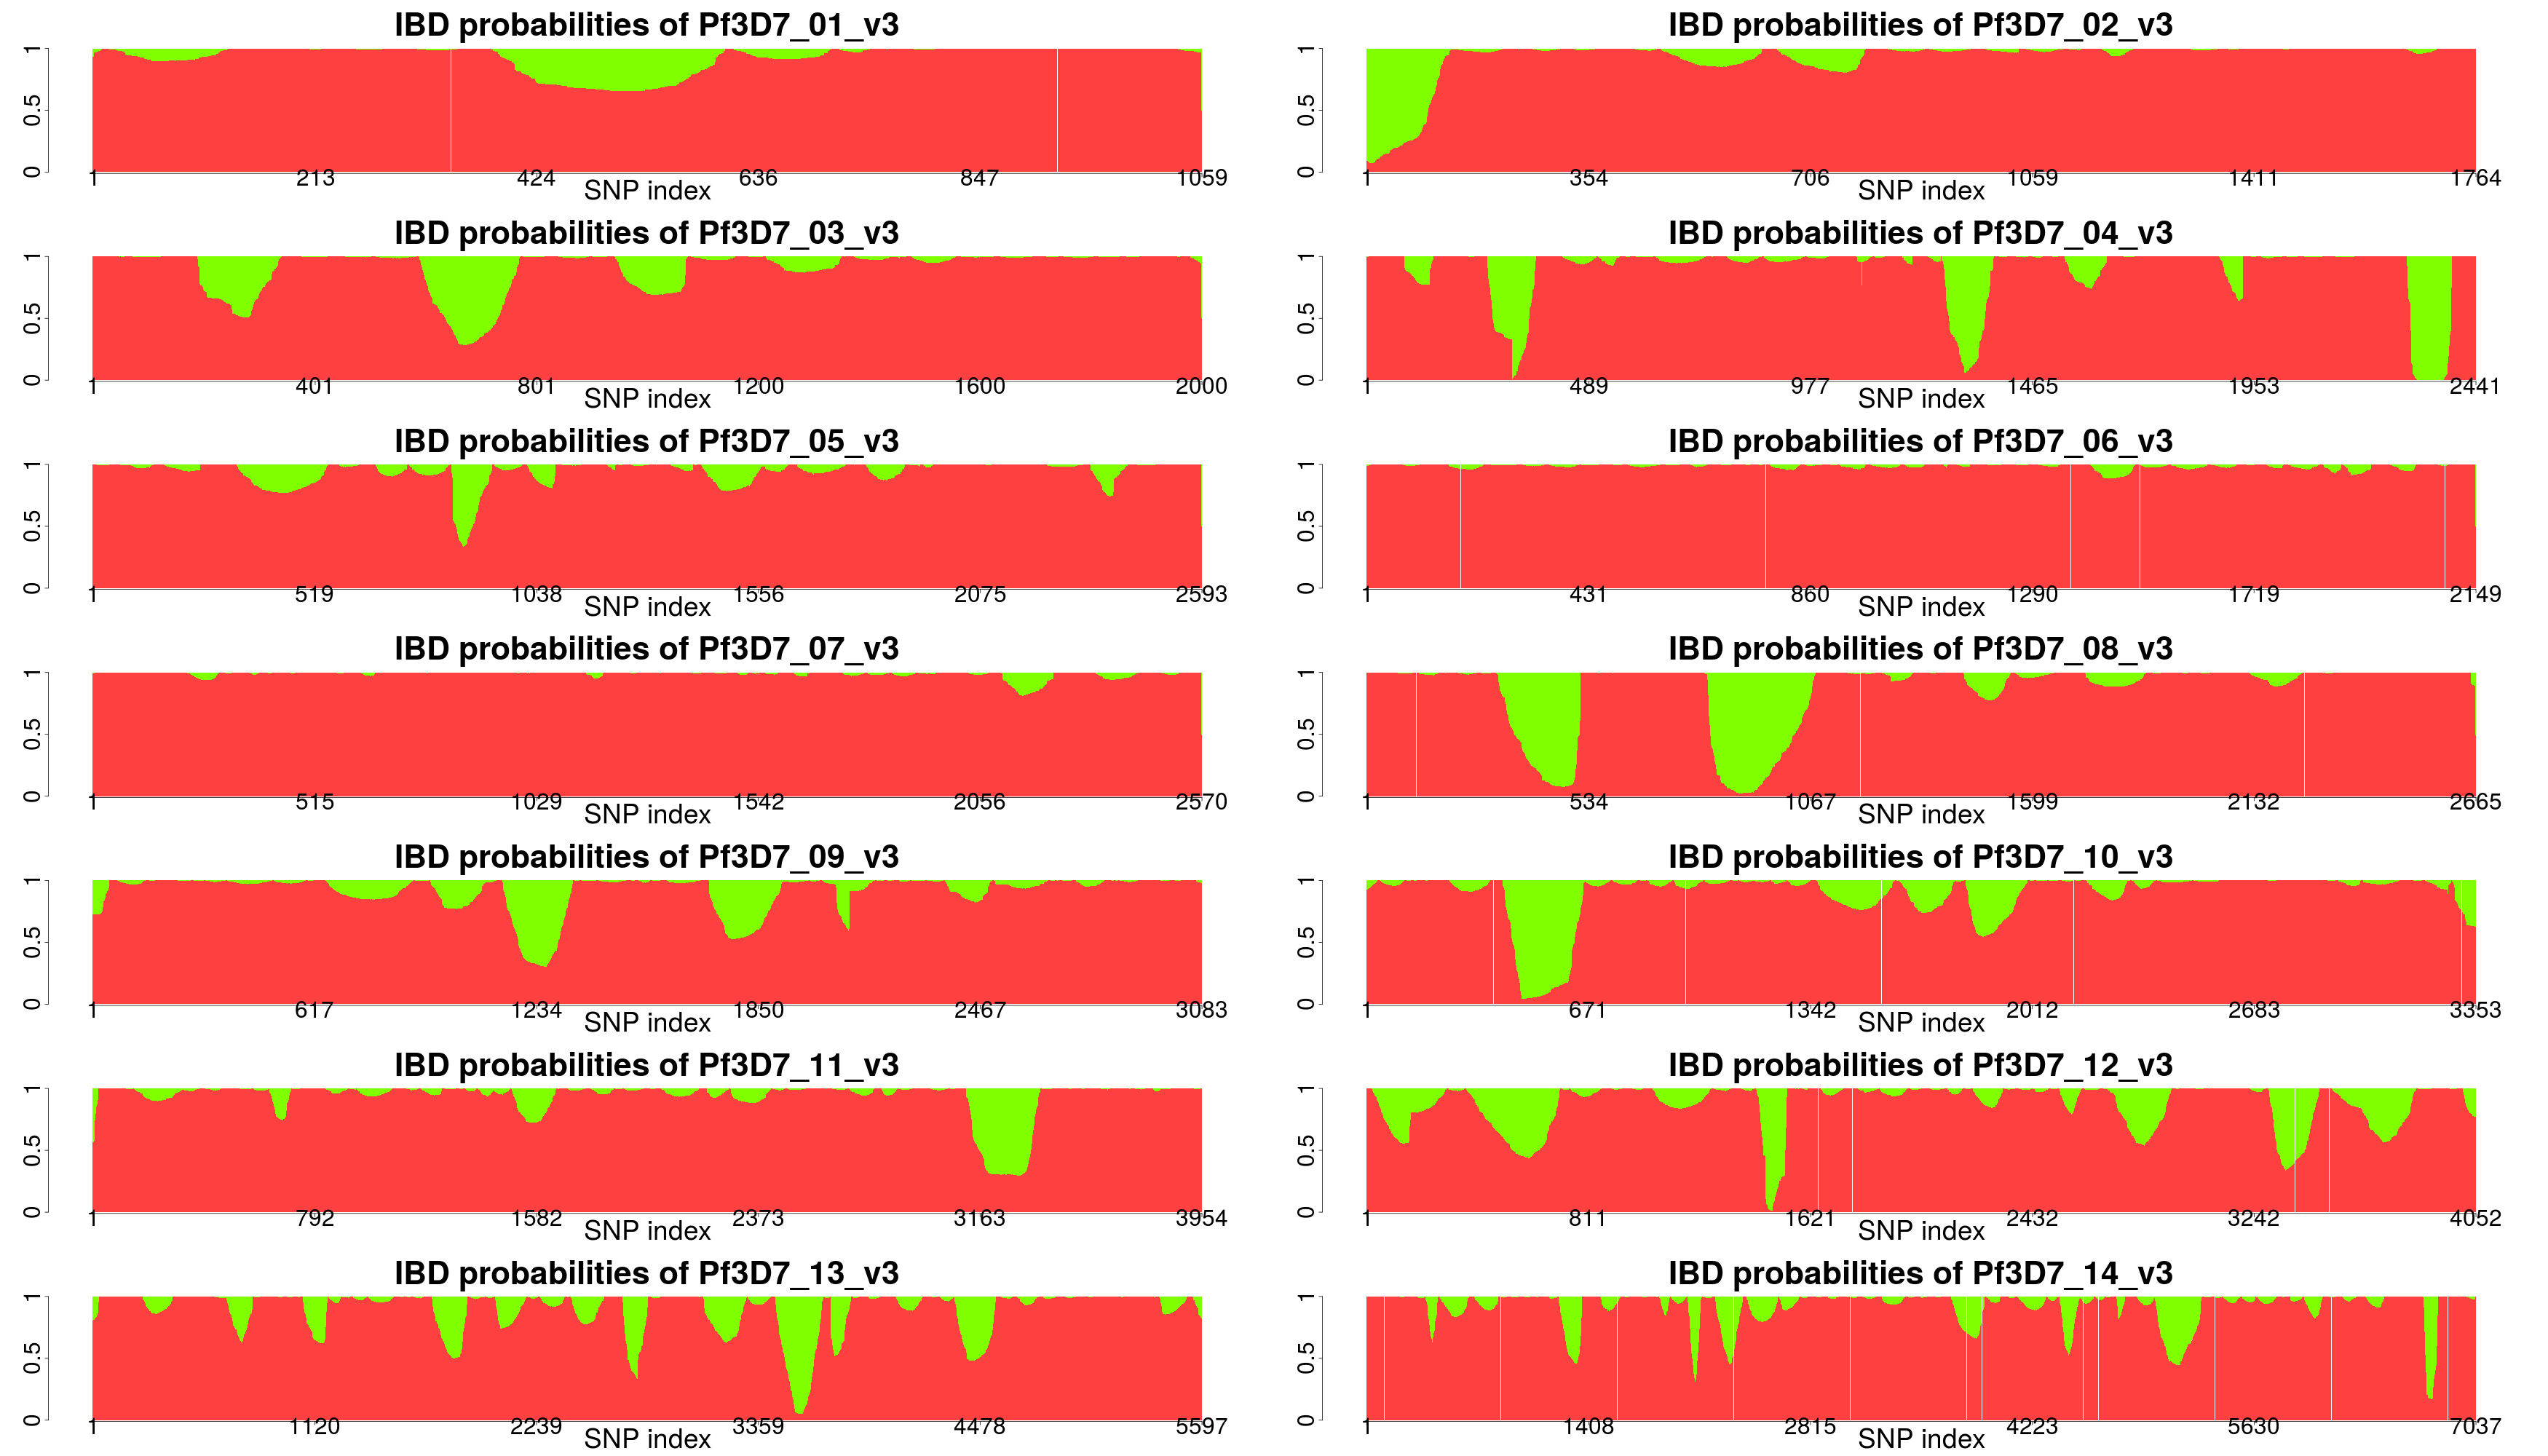 IBD probabilities of Pf3D7_01_v3
0 0.5 1
1 213 424 636 847 1059
SNP index
IBD probabilities of Pf3D7_02_v3
0 0.5 1
1 354 706 1059 1411 1764
SNP index
IBD probabilities of Pf3D7_03_v3
0 0.5 1
1 401 801 1200 1600 2000
SNP index
IBD probabilities of Pf3D7_04_v3
0 0.5 1
1 489 977 1465 1953 2441
SNP index
IBD probabilities of Pf3D7_05_v3
0 0.5 1
1 519 1038 1556 2075 2593
SNP index
IBD probabilities of Pf3D7_06_v3
0 0.5 1
1 431 860 1290 1719 2149
SNP index
IBD probabilities of Pf3D7_07_v3
0 0.5 1
1 515 1029 1542 2056 2570
SNP index
IBD probabilities of Pf3D7_08_v3
0 0.5 1
1 534 1067 1599 2132 2665
SNP index
IBD probabilities of Pf3D7_09_v3
0 0.5 1
1 617 1234 1850 2467 3083
SNP index
IBD probabilities of Pf3D7_10_v3
0 0.5 1
1 671 1342 2012 2683 3353
SNP index
IBD probabilities of Pf3D7_11_v3
0 0.5 1
1 792 1582 2373 3163 3954
SNP index
IBD probabilities of Pf3D7_12_v3
0 0.5 1
1 811 1621 2432 3242 4052
SNP index
IBD probabilities of Pf3D7_13_v3
0 0.5 1
1 1120 2239 3359 4478 5597
SNP index
IBD probabilities of Pf3D7_14_v3
0 0.5 1
1 1408 2815 4223 5630 7037
SNP index